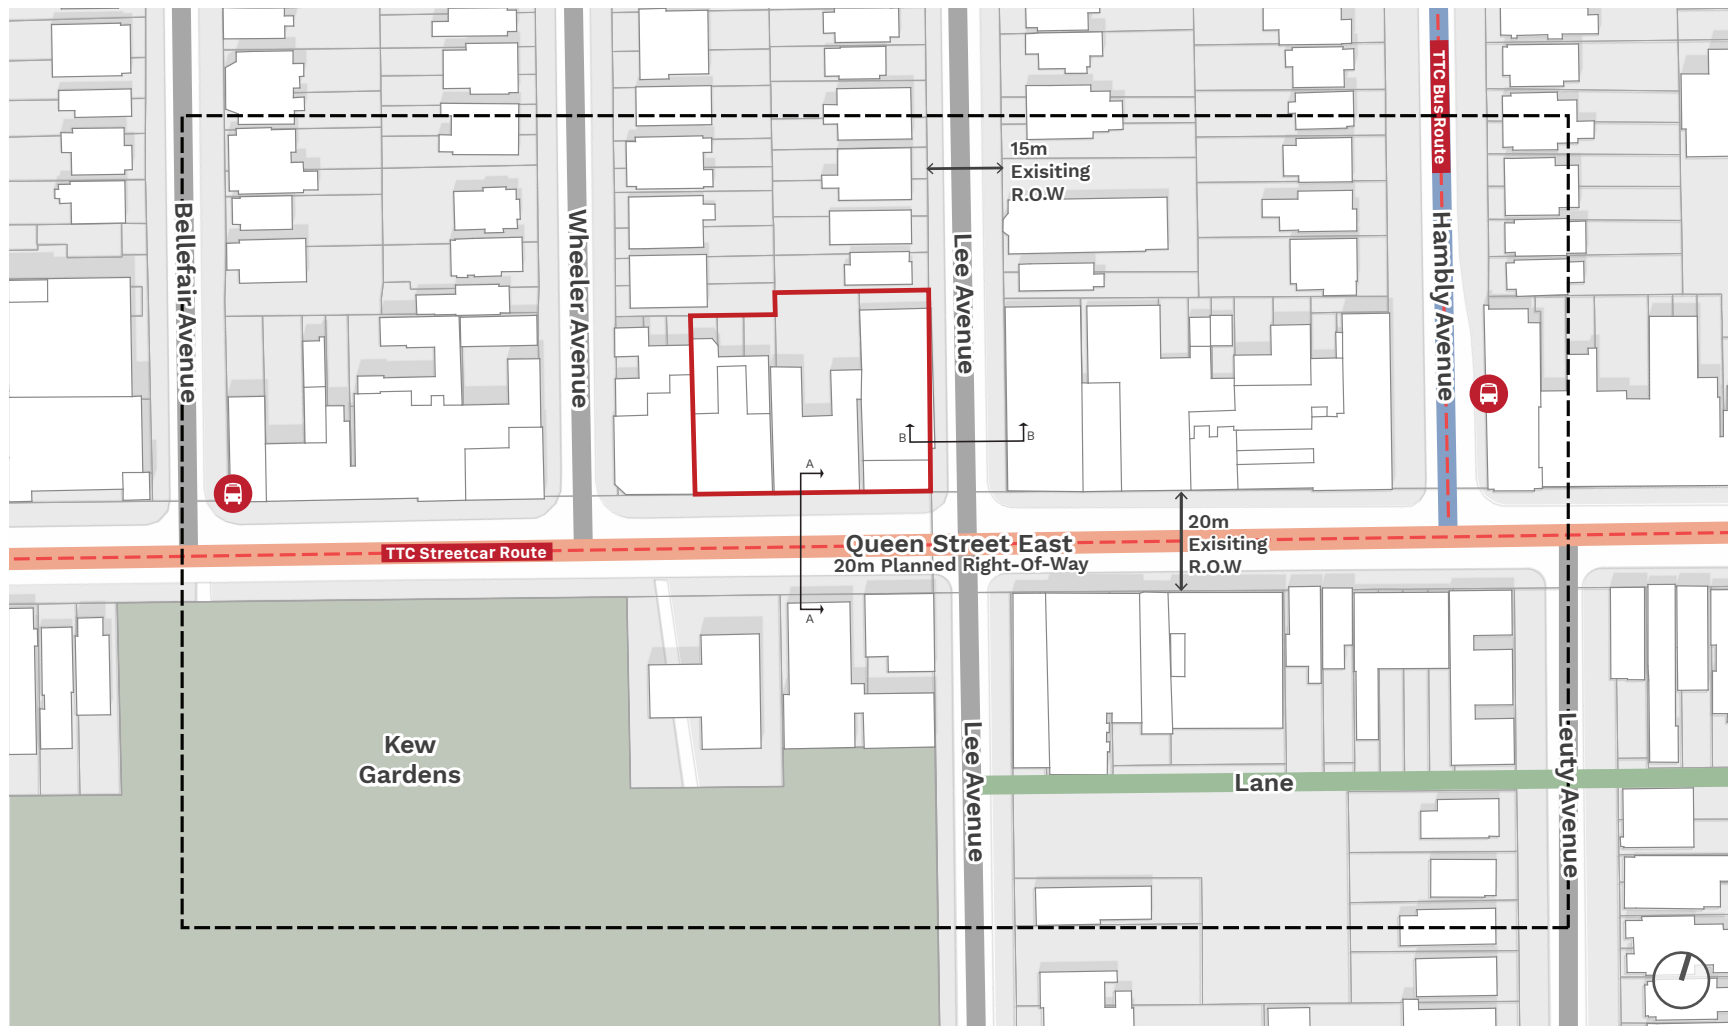 TTC Bus Route
15m
Exisiting
R.O.W
Bellefair Avenue
Wheeler Avenue
Lee Avenue
Hambly Avenue
B
B
A
TTC Streetcar Route
Queen Street East
20m Planned Right-Of-Way
20m
Exisiting
R.O.W
A
Kew
Gardens
Lee Avenue
Lane
Leuty Avenue